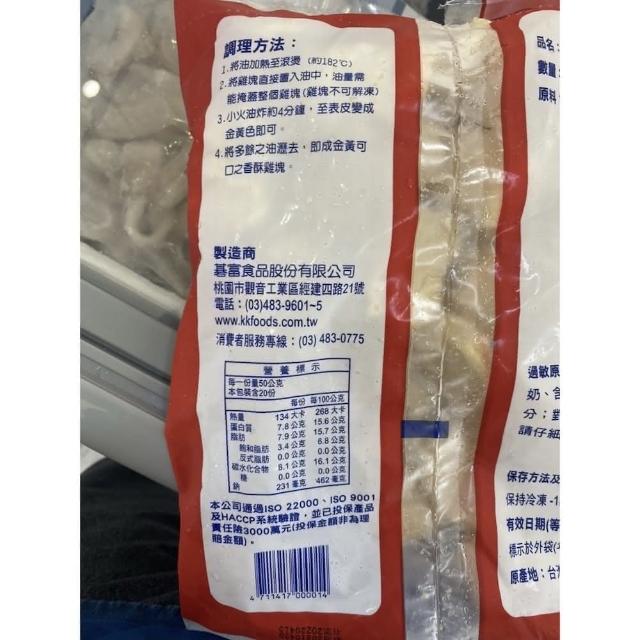 調理方法：
1.將油加熱至滾燙（約182℃）
2.將雞塊直接置入油中，油量需
能掩蓋整個雞塊(雞塊不可解凍)
3.小火油炸約4分鐘，至表皮變成
金黃色即可。
4.將多餘之油瀝去，即成金黃可
口之香酥雞塊。
製造商
碁富食品股份有限公司
桃園市觀音工業區經建四路21號
電話：(03)483-9601~5
www.kkfoods.com.tw
消費者服務專線：(03) 483-0775
營養標示
每一份量50公克
本包裝含20份
每份 每100公克
熱量 134 大卡 268 大卡
蛋白質 7.8 公克 15.6 公克
脂肪 7.9 公克 15.7 公克
飽和脂肪 3.4 公克 6.8 公克
反式脂肪 0.0 公克 0.0 公克
碳水化合物 8.1 公克 16.1 公克
糖 0.0 公克 0.0 公克
鈉 231 毫克 462 毫克
本公司通過ISO 22000、ISO 9001
及HACCP系統驗證，並已投保產品
責任險3000萬元(投保金額非為理
賠金額)。
4 711417 000014
品名
數量
原料
過敏原
奶、含
分；對
請仔細
保存方法及
保持冷凍-1
有效日期(等
標示於外袋(
原產地：台